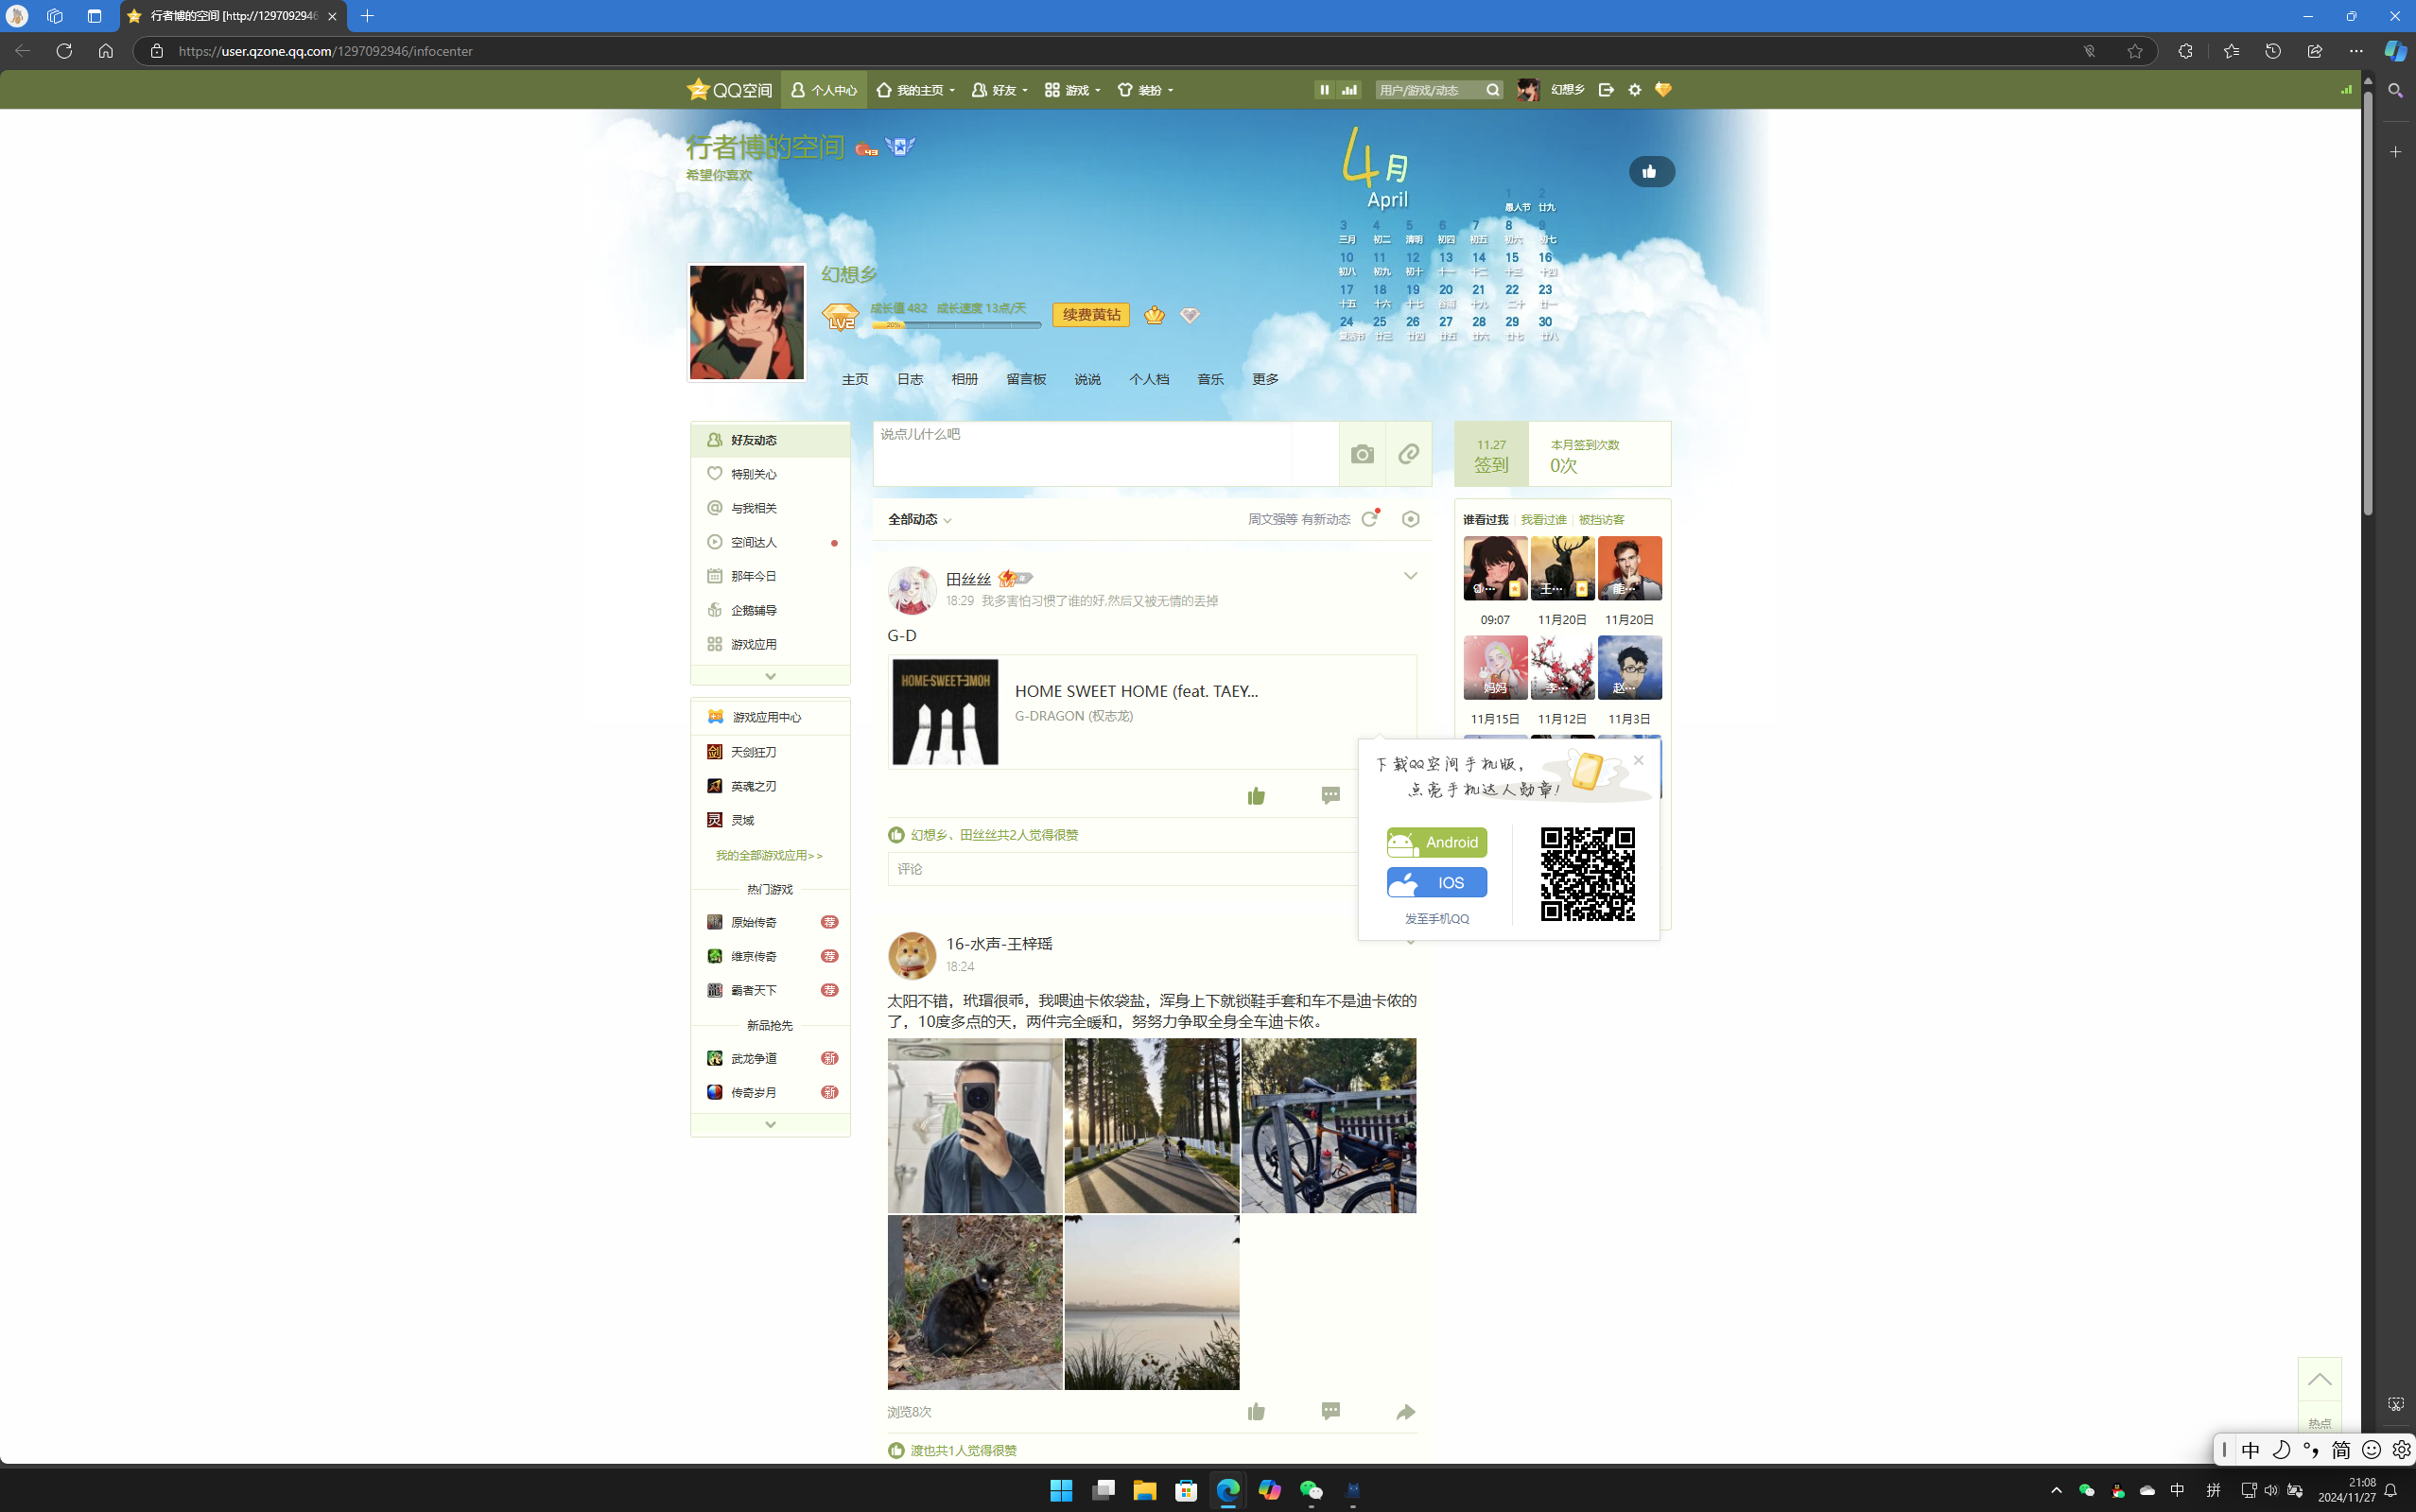 行者博的空间 [http://129709294
https://user.qzone.qq.com/1297092946/infocenter
QQ空间 个人中心 我的主页 好友 游戏 装扮 用户/游戏/动态 幻想乡
行者博的空间 43
希望你喜欢
4月
April
1 2
愚人节 廿九
3 4 5 6 7 8 9
三月 初二 清明 初四 初五 初六 初七
10 11 12 13 14 15 16
初八 初九 初十 十一 十二 十三 十四
17 18 19 20 21 22 23
十五 十六 十七 谷雨 十九 二十 廿一
24 25 26 27 28 29 30
复活节 廿三 廿四 廿五 廿六 廿七 廿八
幻想乡
LV2 成长值 482 成长速度 13点/天 续费黄钻
20%
主页 日志 相册 留言板 说说 个人档 音乐 更多
好友动态
特别关心
与我相关
空间达人
那年今日
企鹅辅导
游戏应用
游戏应用中心
天剑狂刀
英魂之刃
灵域
我的全部游戏应用>>
热门游戏
原始传奇 荐
维京传奇 荐
霸者天下 荐
新品抢先
武龙争道 新
传奇岁月 新
说点儿什么吧
全部动态 周文强等 有新动态
田丝丝
18:29 我多害怕习惯了谁的好,然后又被无情的丢掉
G-D
HOME SWEET HOME
HOME SWEET HOME (feat. TAEY...
G-DRAGON (权志龙)
幻想乡、田丝丝共2人觉得很赞
评论
16-水声-王梓瑶
18:24
太阳不错，玳瑁很乖，我喂迪卡侬袋盐，浑身上下就锁鞋手套和车不是迪卡侬的
了，10度多点的天，两件完全暖和，努努力争取全身全车迪卡侬。
浏览8次
渡也共1人觉得很赞
11.27
签到
本月签到次数
0次
谁看过我 我看过谁 被挡访客
王…
09:07 11月20日 11月20日
妈妈 李… 赵…
11月15日 11月12日 11月3日
下载QQ空间手机版，
点亮手机达人勋章！
Android
IOS
发至手机QQ
热点
中 简
中 拼
21:08
2024/11/27